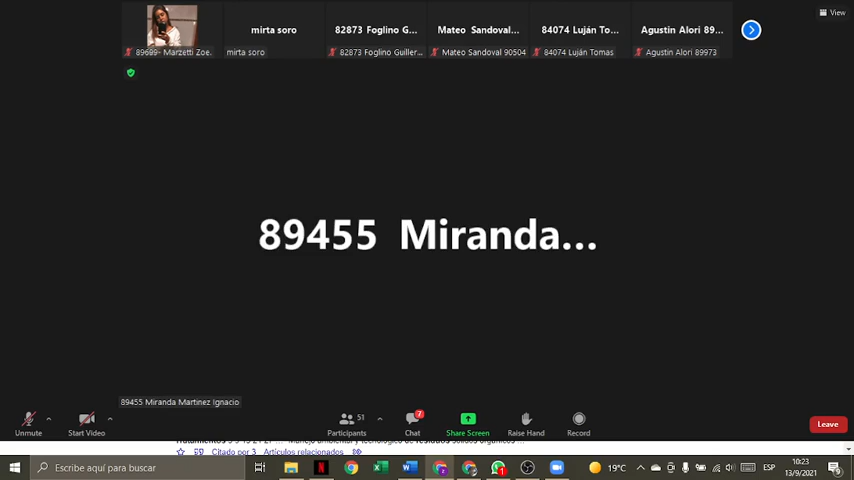 View
mirta soro
82873 Foglino G...
Mateo Sandoval...
84074 Luján To...
Agustin Alori 89...
89699- Marzetti Zoe.
mirta soro
82873 Foglino Guiller...
Mateo Sandoval 90504
84074 Luján Tomas
Agustin Alori 89973
89455 Miranda...
89455 Miranda Martinez Ignacio
51
7
Unmute
Start Video
Participants
Chat
Share Screen
Raise Hand
Record
Leave
Citado por 3 Artículos relacionados
Escribe aquí para buscar
19°C
ESP
10:23
13/9/2021